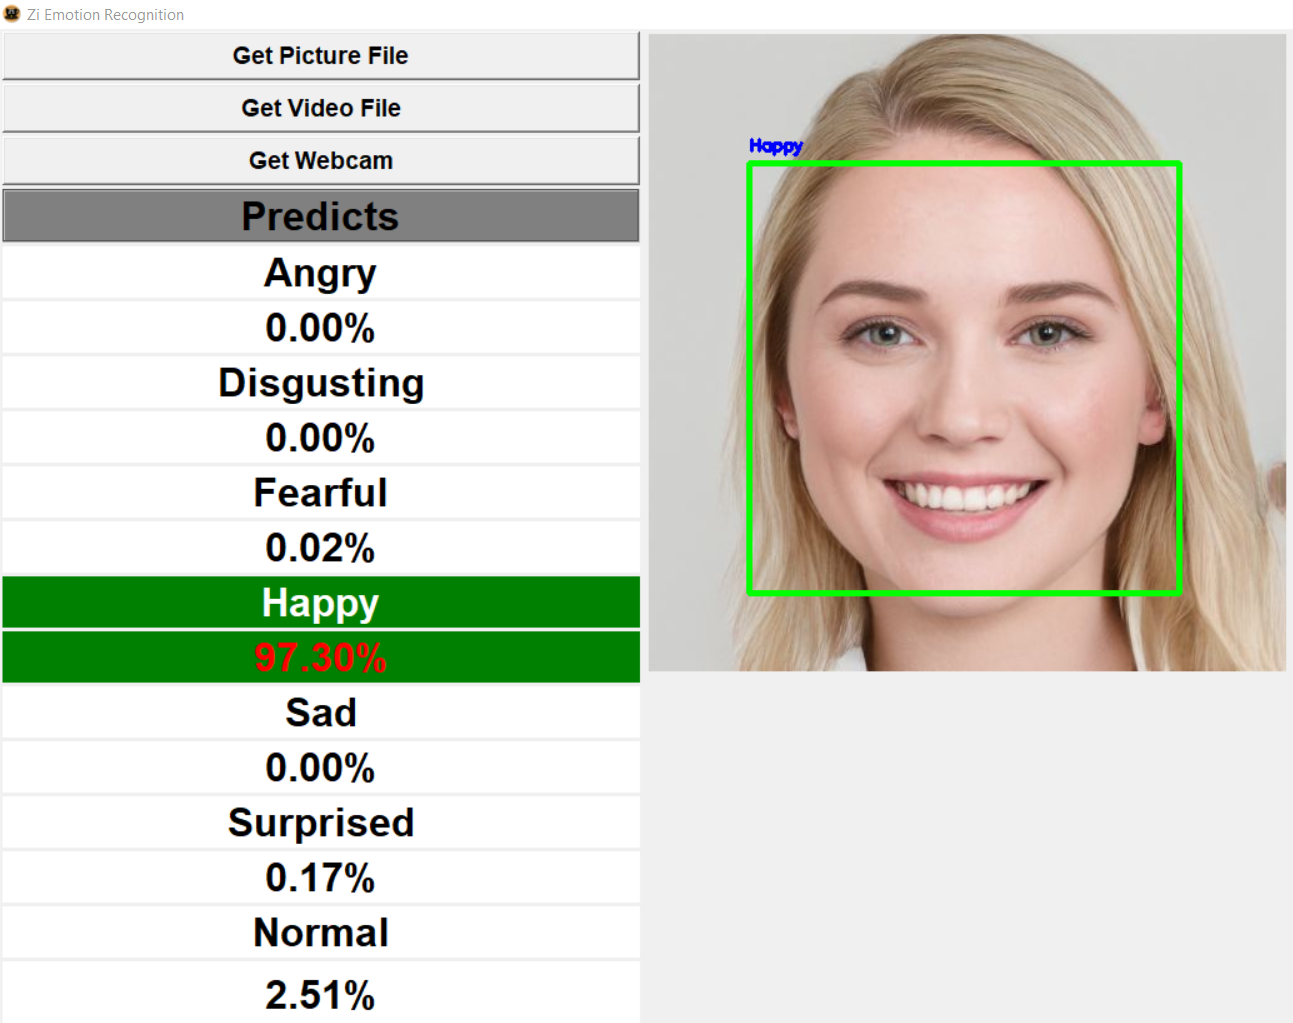 Zi Emotion Recognition
Get Picture File
Get Video File
Get Webcam
Predicts
Angry
0.00%
Disgusting
0.00%
Fearful
0.02%
Happy
97.30%
Sad
0.00%
Surprised
0.17%
Normal
2.51%
Happy